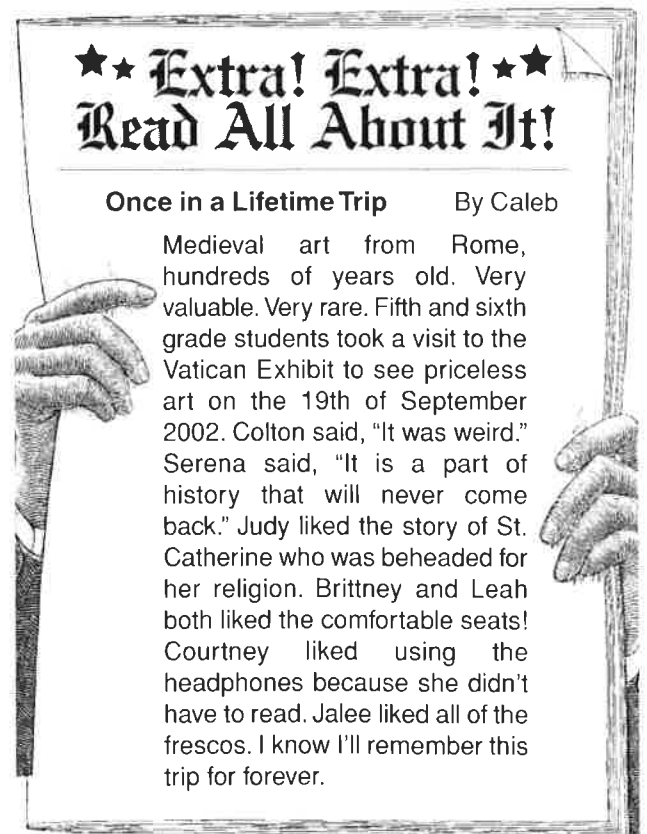 Extra! Extra!
Read All About It!
Once in a Lifetime Trip By Caleb
Medieval art from Rome,
hundreds of years old. Very
valuable. Very rare. Fifth and sixth
grade students took a visit to the
Vatican Exhibit to see priceless
art on the 19th of September
2002. Colton said, “It was weird.”
Serena said, “It is a part of
history that will never come
back.” Judy liked the story of St.
Catherine who was beheaded for
her religion. Brittney and Leah
both liked the comfortable seats!
Courtney liked using the
headphones because she didn't
have to read. Jalee liked all of the
frescos. I know I'll remember this
trip for forever.